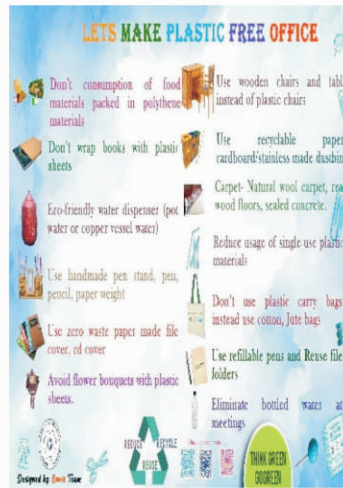 LETS MAKE PLASTIC FREE OFFICE
Don't consumption of food
materials packed in polythene
materials
Don't wrap books with plastic
sheets
Eco-friendly water dispenser (pot
water or copper vessel water)
Use handmade pen stand, pen,
pencil, paper weight
Use zero waste paper made file
cover, cd cover
Avoid flower bouquets with plastic
sheets.
Use wooden chairs and tabl
instead of plastic chairs
Use recyclable paper
cardboard/stainless made dustbin
Carpet- Natural wool carpet, rea
wood floors, sealed concrete.
Reduce usage of single use plastic
materials
Don't use plastic carry bags
instead use cotton, Jute bags
Use refillable pens and Reuse file
folders
Eliminate bottled water at
meetings
REDUCE
RECYCLE
REUSE
THINK GREEN
GOGREEN
Designed by Envis Team